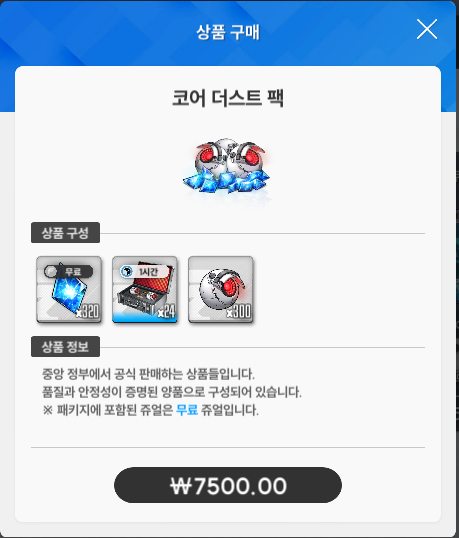 상품 구매
코어 더스트 팩
상품 구성
무료
x320
1시간
x24
x300
상품 정보
중앙 정부에서 공식 판매하는 상품들입니다.
품질과 안정성이 증명된 양품으로 구성되어 있습니다.
※ 패키지에 포함된 쥬얼은 무료 쥬얼입니다.
₩7500.00